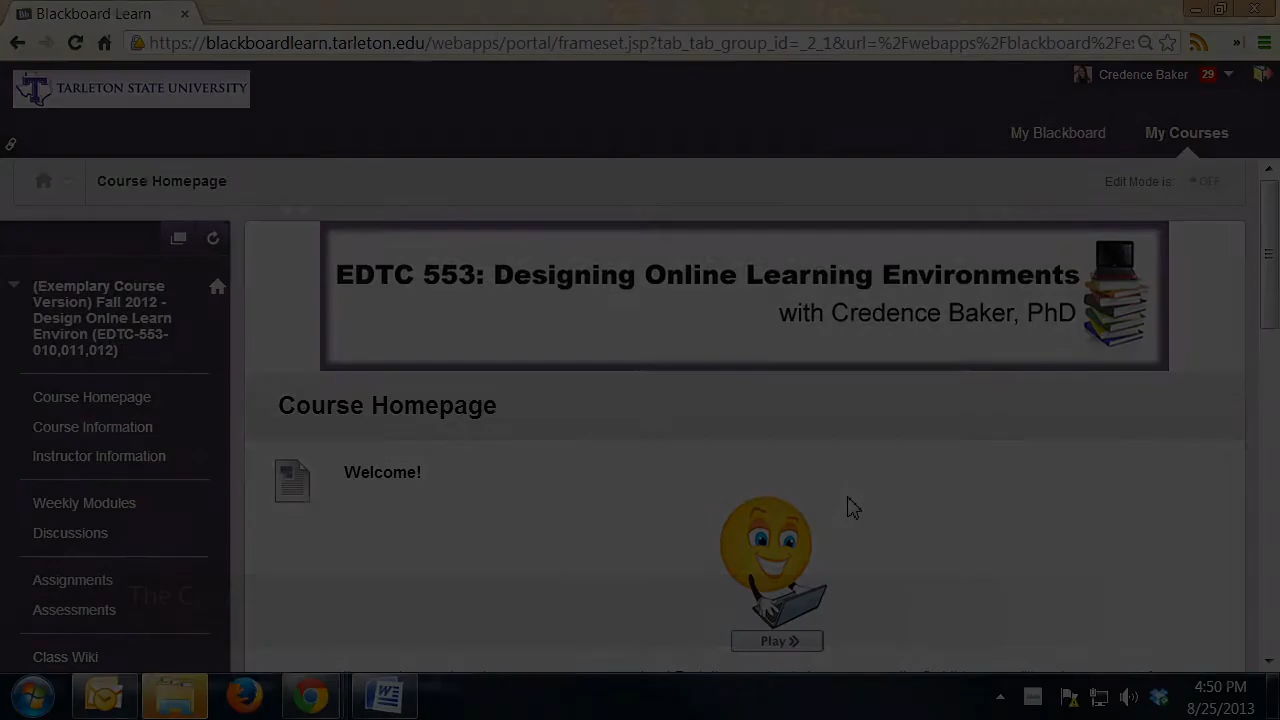 Blackboard Learn
https://blackboardlearn.tarleton.edu/webapps/portal/frameset.jsp?tab_tab_group_id=_2_1&url=%2Fwebapps%2Fblackboard%2Fe
TARLETON STATE UNIVERSITY
Credence Baker 29
My Blackboard My Courses
Course Homepage
Edit Mode is: OFF
EDTC 553: Designing Online Learning Environments
with Credence Baker, PhD
(Exemplary Course
Version) Fall 2012 -
Design Onlne Learn
Environ (EDTC-553-
010,011,012)
Course Homepage
Course Information
Instructor Information
Weekly Modules
Discussions
Assignments
Assessments
Class Wiki
The C
Course Homepage
Welcome!
Play
4:50 PM
8/25/2013